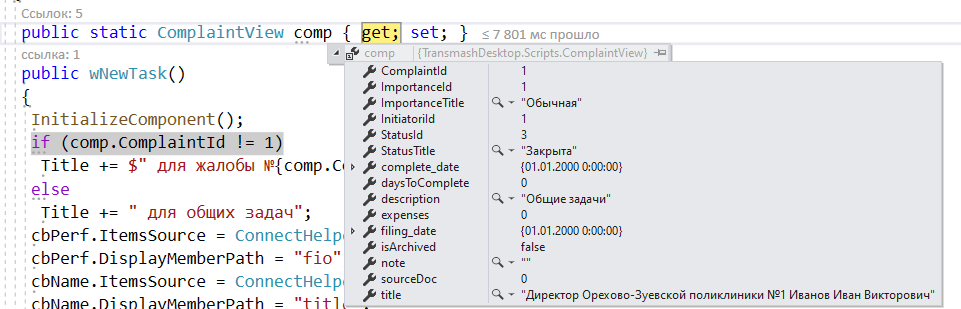 Ссылок: 5
public static ComplaintView comp { get; set; } ≤ 7 801 мс прошло
comp {TransmashDesktop.Scripts.ComplaintView}
ссылка: 1
public wNewTask()
{
InitializeComponent();
if (comp.ComplaintId != 1)
Title += $" для жалобы №{comp.Co
else
Title += " для общих задач";
cbPerf.ItemsSource = ConnectHelp
cbPerf.DisplayMemberPath = "fio"
cbName.ItemsSource = ConnectHelp
cbName.DisplayMemberPath = "titl
ComplaintId 1
ImportanceId 1
ImportanceTitle "Обычная"
InitiatorId 1
StatusId 3
StatusTitle "Закрыта"
complete_date {01.01.2000 0:00:00}
daysToComplete 0
description "Общие задачи"
expenses 0
filing_date {01.01.2000 0:00:00}
isArchived false
note ""
sourceDoc 0
title "Директор Орехово-Зуевской поликлиники №1 Иванов Иван Викторович"